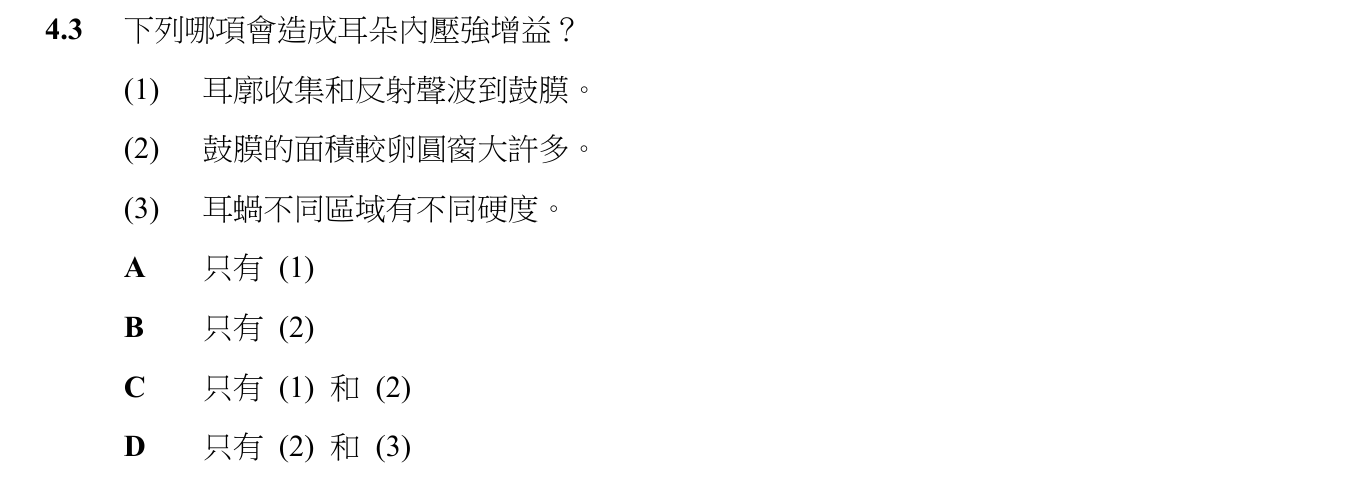 4.3 下列哪項會造成耳朵內壓強增益？
(1) 耳廓收集和反射聲波到鼓膜。
(2) 鼓膜的面積較卵圓窗大許多。
(3) 耳蝸不同區域有不同硬度。
A 只有 (1)
B 只有 (2)
C 只有 (1) 和 (2)
D 只有 (2) 和 (3)